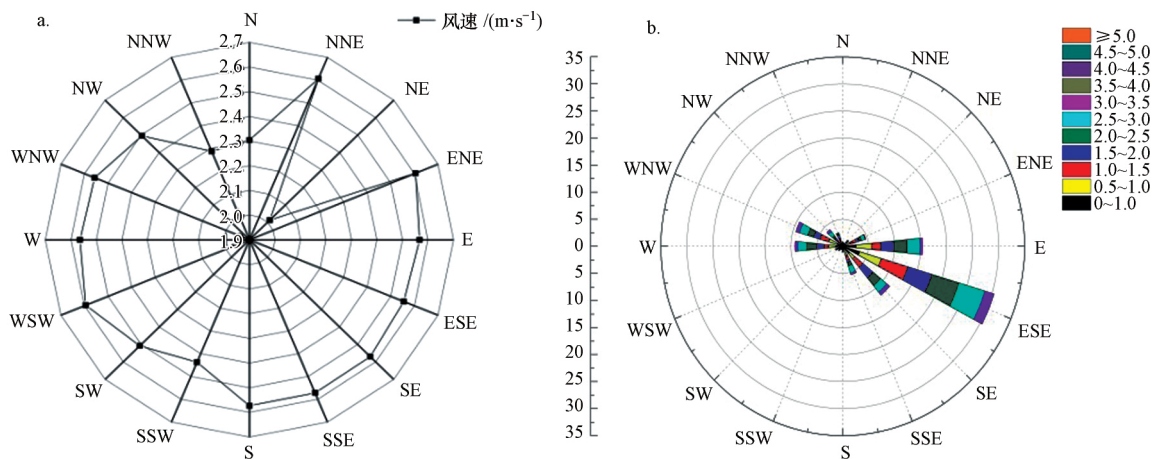 a.
N
NNE
NE
ENE
E
ESE
SE
SSE
S
SSW
SW
WSW
W
WNW
NW
NNW
2.7
2.6
2.5
2.4
2.3
2.2
2.1
2.0
1.9
风速 /(m·s⁻¹)
b.
35
30
25
20
15
10
5
0
5
10
15
20
25
30
35
N
NNE
NE
ENE
E
ESE
SE
SSE
S
SSW
SW
WSW
W
WNW
NW
NNW
≥5.0
4.5~5.0
4.0~4.5
3.5~4.0
3.0~3.5
2.5~3.0
2.0~2.5
1.5~2.0
1.0~1.5
0.5~1.0
0~1.0